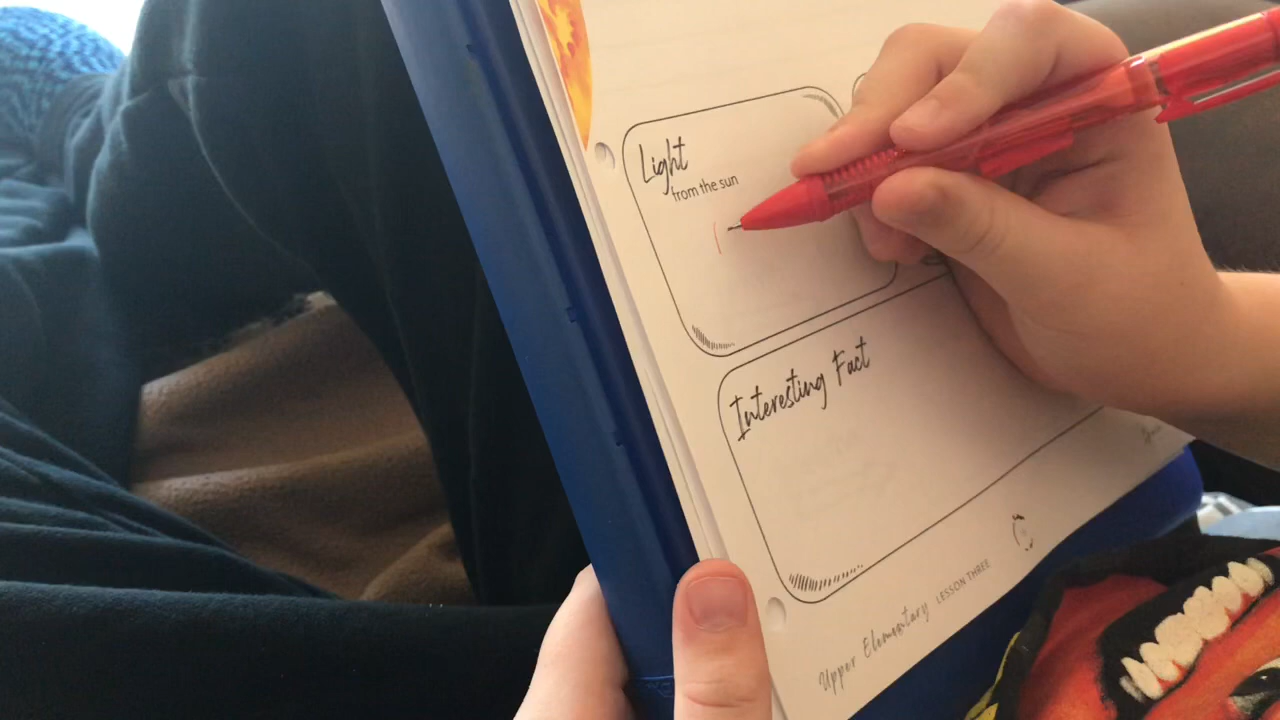 Light
from the sun
Interesting Fact
Upper Elementary LESSON THREE